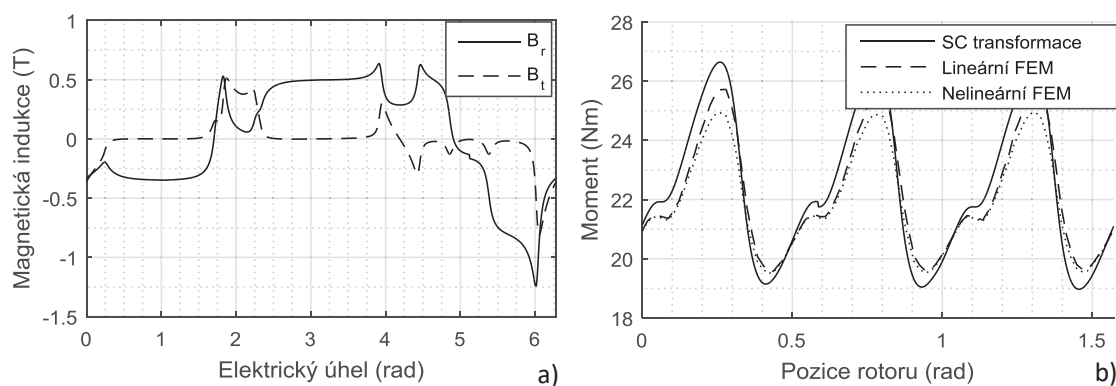 1
0.5
0
-0.5
-1
-1.5
Magnetická indukce (T)
B_r
B_t
0 1 2 3 4 5 6
Elektrický úhel (rad)
a)
28
26
24
22
20
18
Moment (Nm)
SC transformace
Lineární FEM
Nelineární FEM
0 0.5 1 1.5
Pozice rotoru (rad)
b)